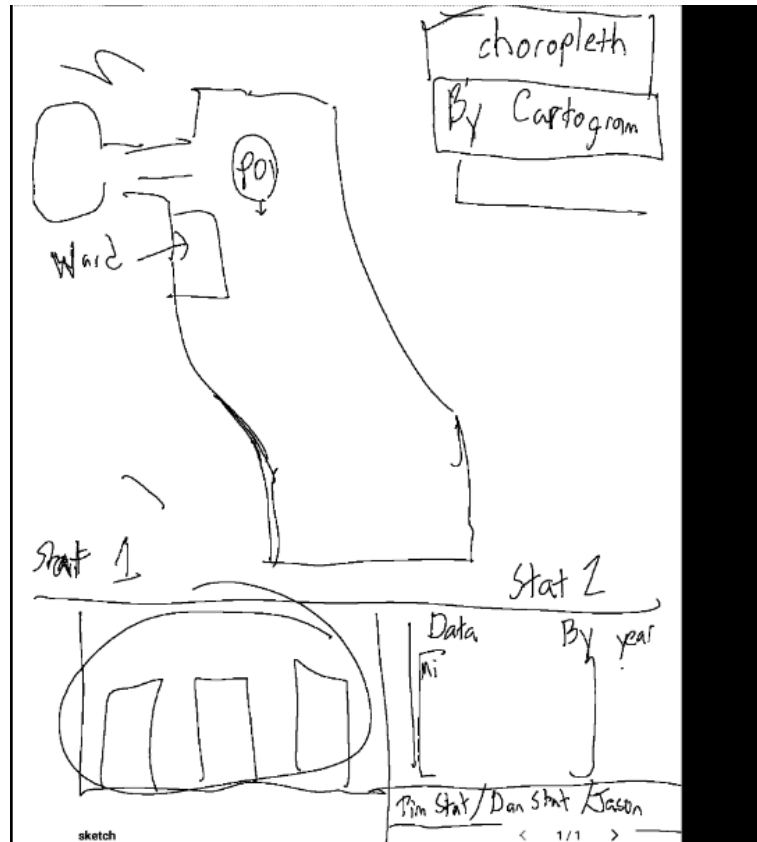 choropleth
By Cartogram
POI
Ward
Stat 1
Stat 2
Data By year
Mi
Tim Stat / Dan Stat / Jason
sketch
< 1/1 >